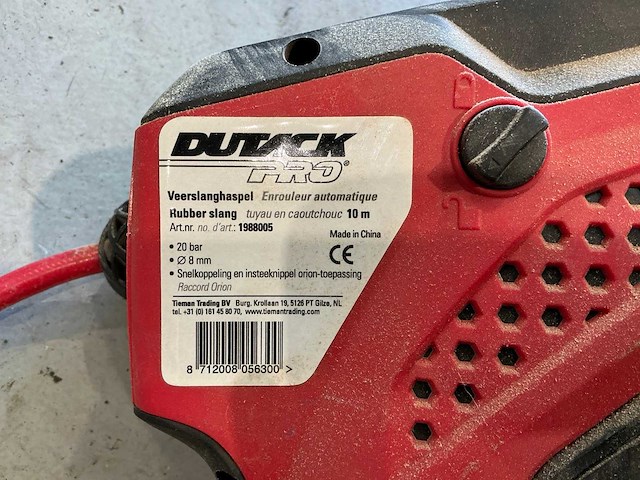 DUTACK
PRO®
Veerslanghaspel Enrouleur automatique
Rubber slang tuyau en caoutchouc 10 m
Art.nr. no. d'art.: 1988005
Made in China
• 20 bar
CE
• Ø 8 mm
• Snelkoppeling en insteeknippel orion-toepassing
Raccord Orion
Tieman Trading BV Burg. Krollaan 19, 5126 PT Gilze, NL
tel. +31 (0) 161 45 80 70, www.tiemantrading.com
8 712008 056300 >